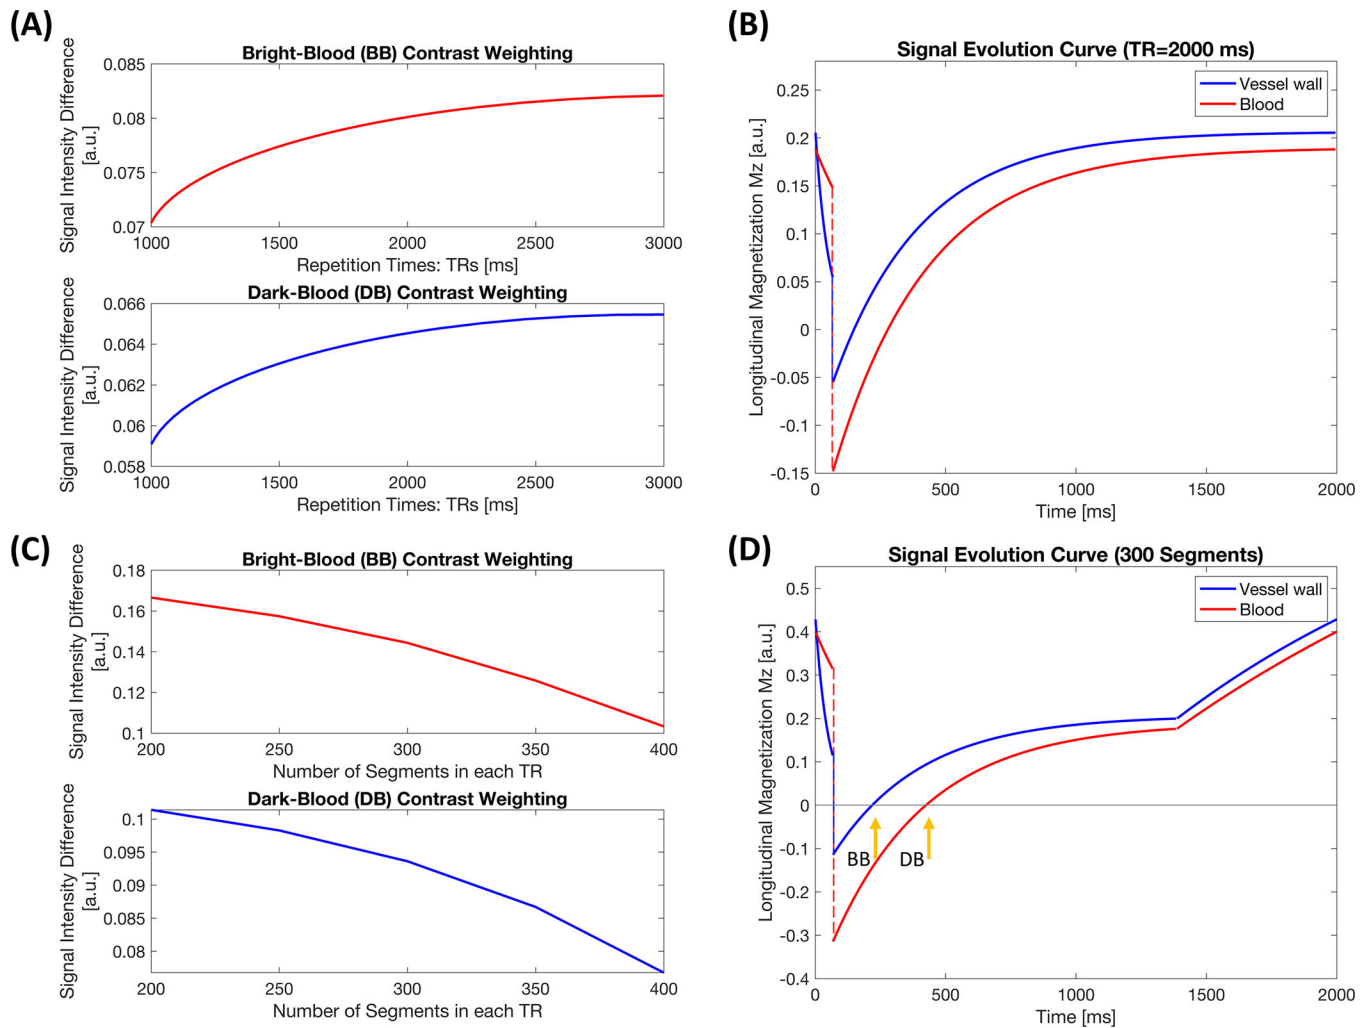 (A)
Bright-Blood (BB) Contrast Weighting
Signal Intensity Difference
[a.u.]
0.085
0.08
0.075
0.07
1000 1500 2000 2500 3000
Repetition Times: TRs [ms]
Dark-Blood (DB) Contrast Weighting
Signal Intensity Difference
[a.u.]
0.066
0.064
0.062
0.06
0.058
1000 1500 2000 2500 3000
Repetition Times: TRs [ms]
(B)
Signal Evolution Curve (TR=2000 ms)
Vessel wall
Blood
Longitudinal Magnetization Mz [a.u.]
0.25
0.2
0.15
0.1
0.05
0
-0.05
-0.1
-0.15
0 500 1000 1500 2000
Time [ms]
(C)
Bright-Blood (BB) Contrast Weighting
Signal Intensity Difference
[a.u.]
0.18
0.16
0.14
0.12
0.1
200 250 300 350 400
Number of Segments in each TR
Dark-Blood (DB) Contrast Weighting
Signal Intensity Difference
[a.u.]
0.1
0.095
0.09
0.085
0.08
200 250 300 350 400
Number of Segments in each TR
(D)
Signal Evolution Curve (300 Segments)
Vessel wall
Blood
Longitudinal Magnetization Mz [a.u.]
0.5
0.4
0.3
0.2
0.1
0
-0.1
-0.2
-0.3
-0.4
BB DB
0 500 1000 1500 2000
Time [ms]